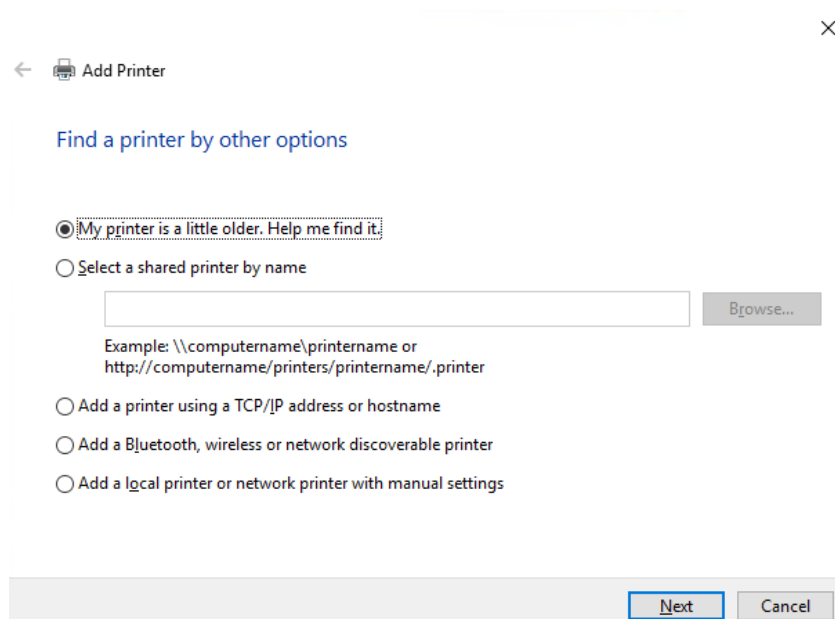 Add Printer
Find a printer by other options
My printer is a little older. Help me find it.
Select a shared printer by name
Browse...
Example: \\computername\printername or
http://computername/printers/printername/.printer
Add a printer using a TCP/IP address or hostname
Add a Bluetooth, wireless or network discoverable printer
Add a local printer or network printer with manual settings
Next Cancel